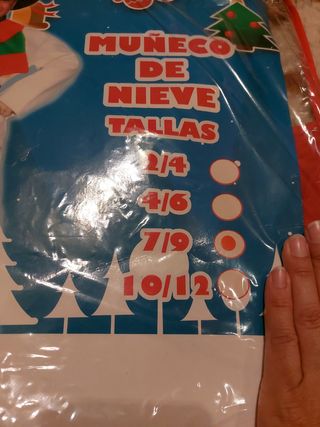 MUÑECO
DE
NIEVE
TALLAS
2/4
4/6
7/9
10/12